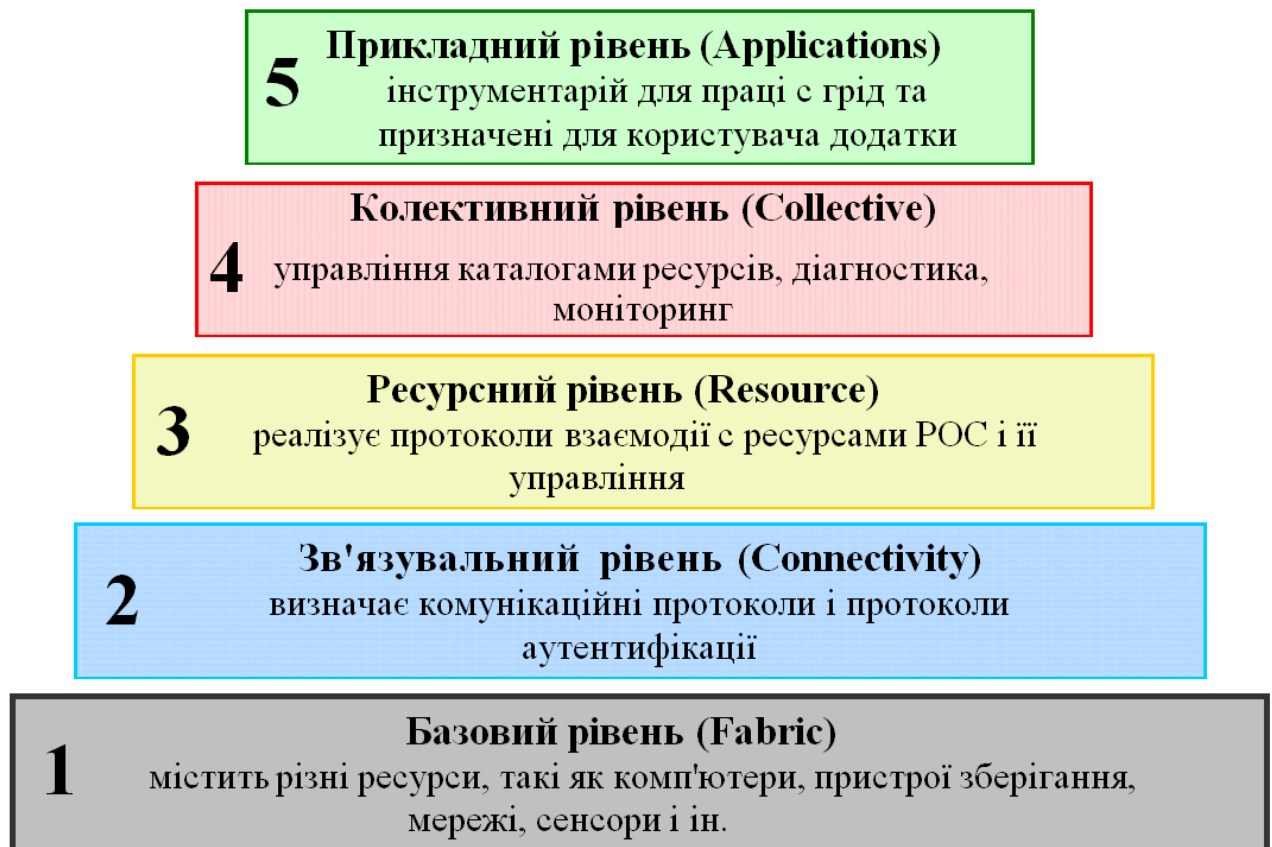 5
Прикладний рівень (Applications)
інструментарій для праці с грід та
призначені для користувача додатки
4
Колективний рівень (Collective)
управління каталогами ресурсів, діагностика,
моніторинг
3
Ресурсний рівень (Resource)
реалізує протоколи взаємодії с ресурсами РОС і її
управління
2
Зв'язувальний рівень (Connectivity)
визначає комунікаційні протоколи і протоколи
аутентифікації
1
Базовий рівень (Fabric)
містить різні ресурси, такі як комп'ютери, пристрої зберігання,
мережі, сенсори і ін.